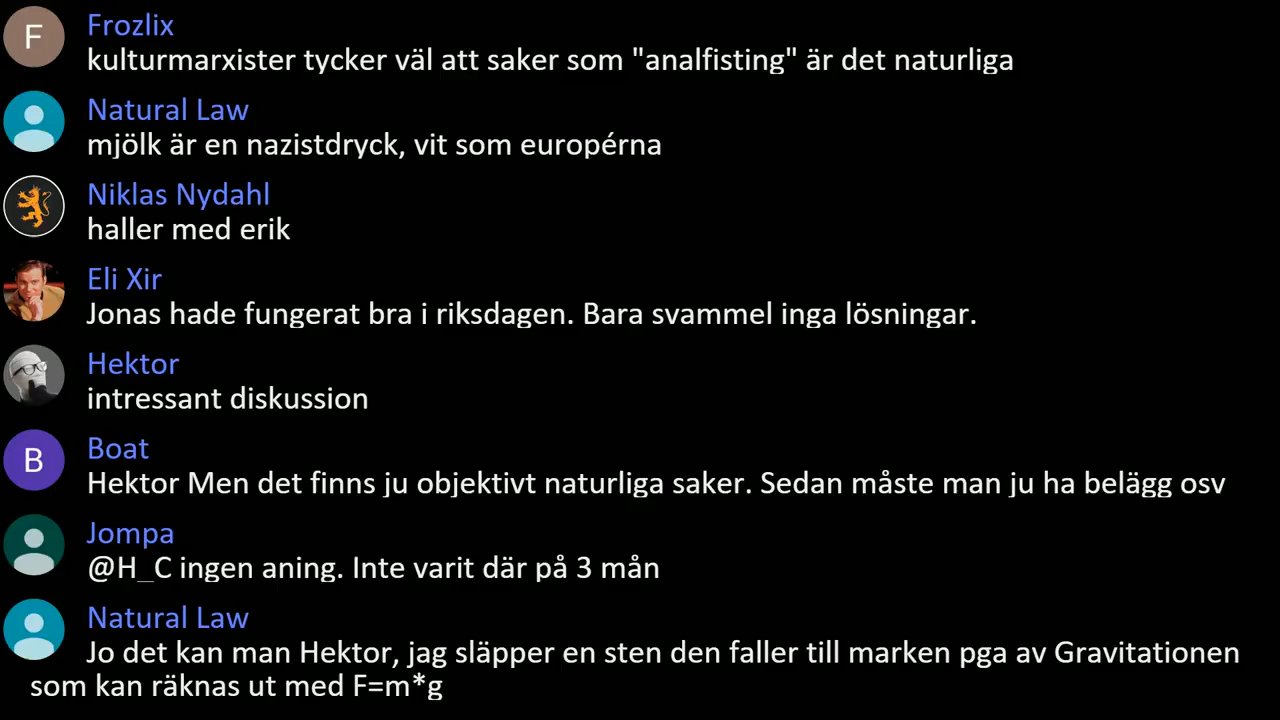 F
Frozlix
kulturmarxister tycker väl att saker som "analfisting" är det naturliga
Natural Law
mjölk är en nazistdryck, vit som europérna
Niklas Nydahl
haller med erik
Eli Xir
Jonas hade fungerat bra i riksdagen. Bara svammel inga lösningar.
Hektor
intressant diskussion
B
Boat
Hektor Men det finns ju objektivt naturliga saker. Sedan måste man ju ha belägg osv
Jompa
@H_C ingen aning. Inte varit där på 3 mån
Natural Law
Jo det kan man Hektor, jag släpper en sten den faller till marken pga av Gravitationen
som kan räknas ut med F=m*g